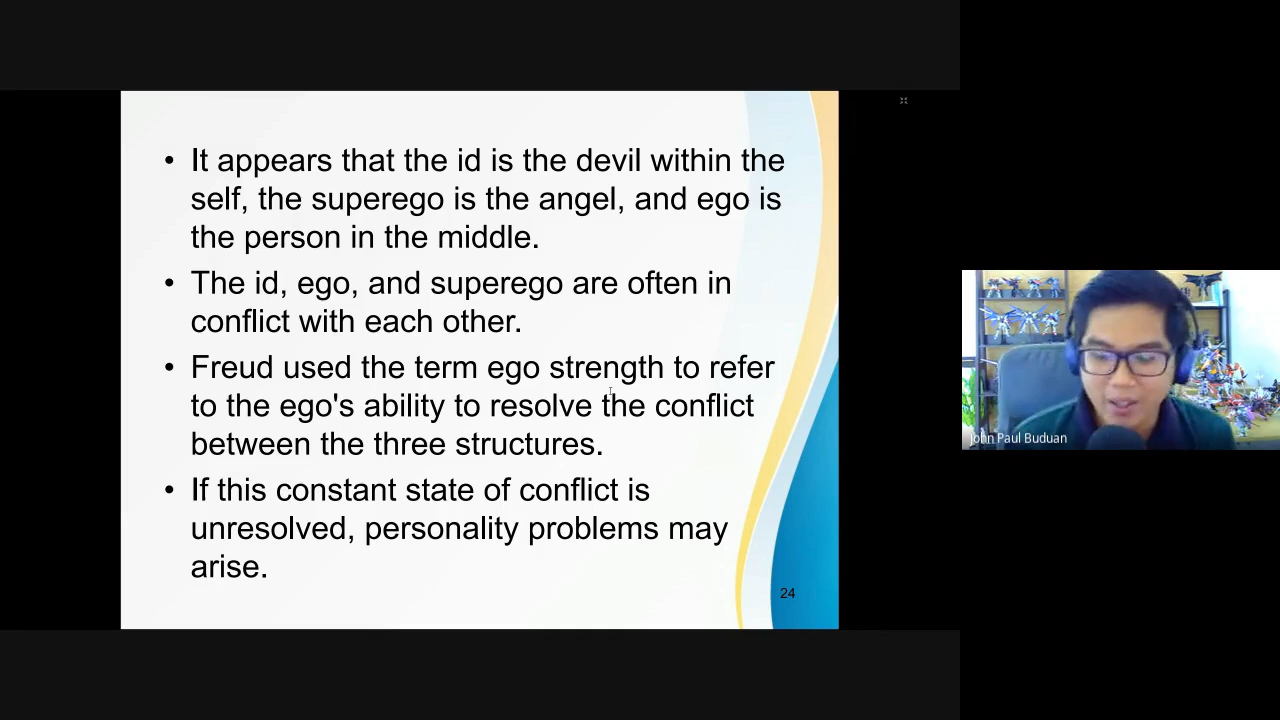 • It appears that the id is the devil within the
self, the superego is the angel, and ego is
the person in the middle.
• The id, ego, and superego are often in
conflict with each other.
• Freud used the term ego strength to refer
to the ego's ability to resolve the conflict
between the three structures.
• If this constant state of conflict is
unresolved, personality problems may
arise.
24
John Paul Buduan